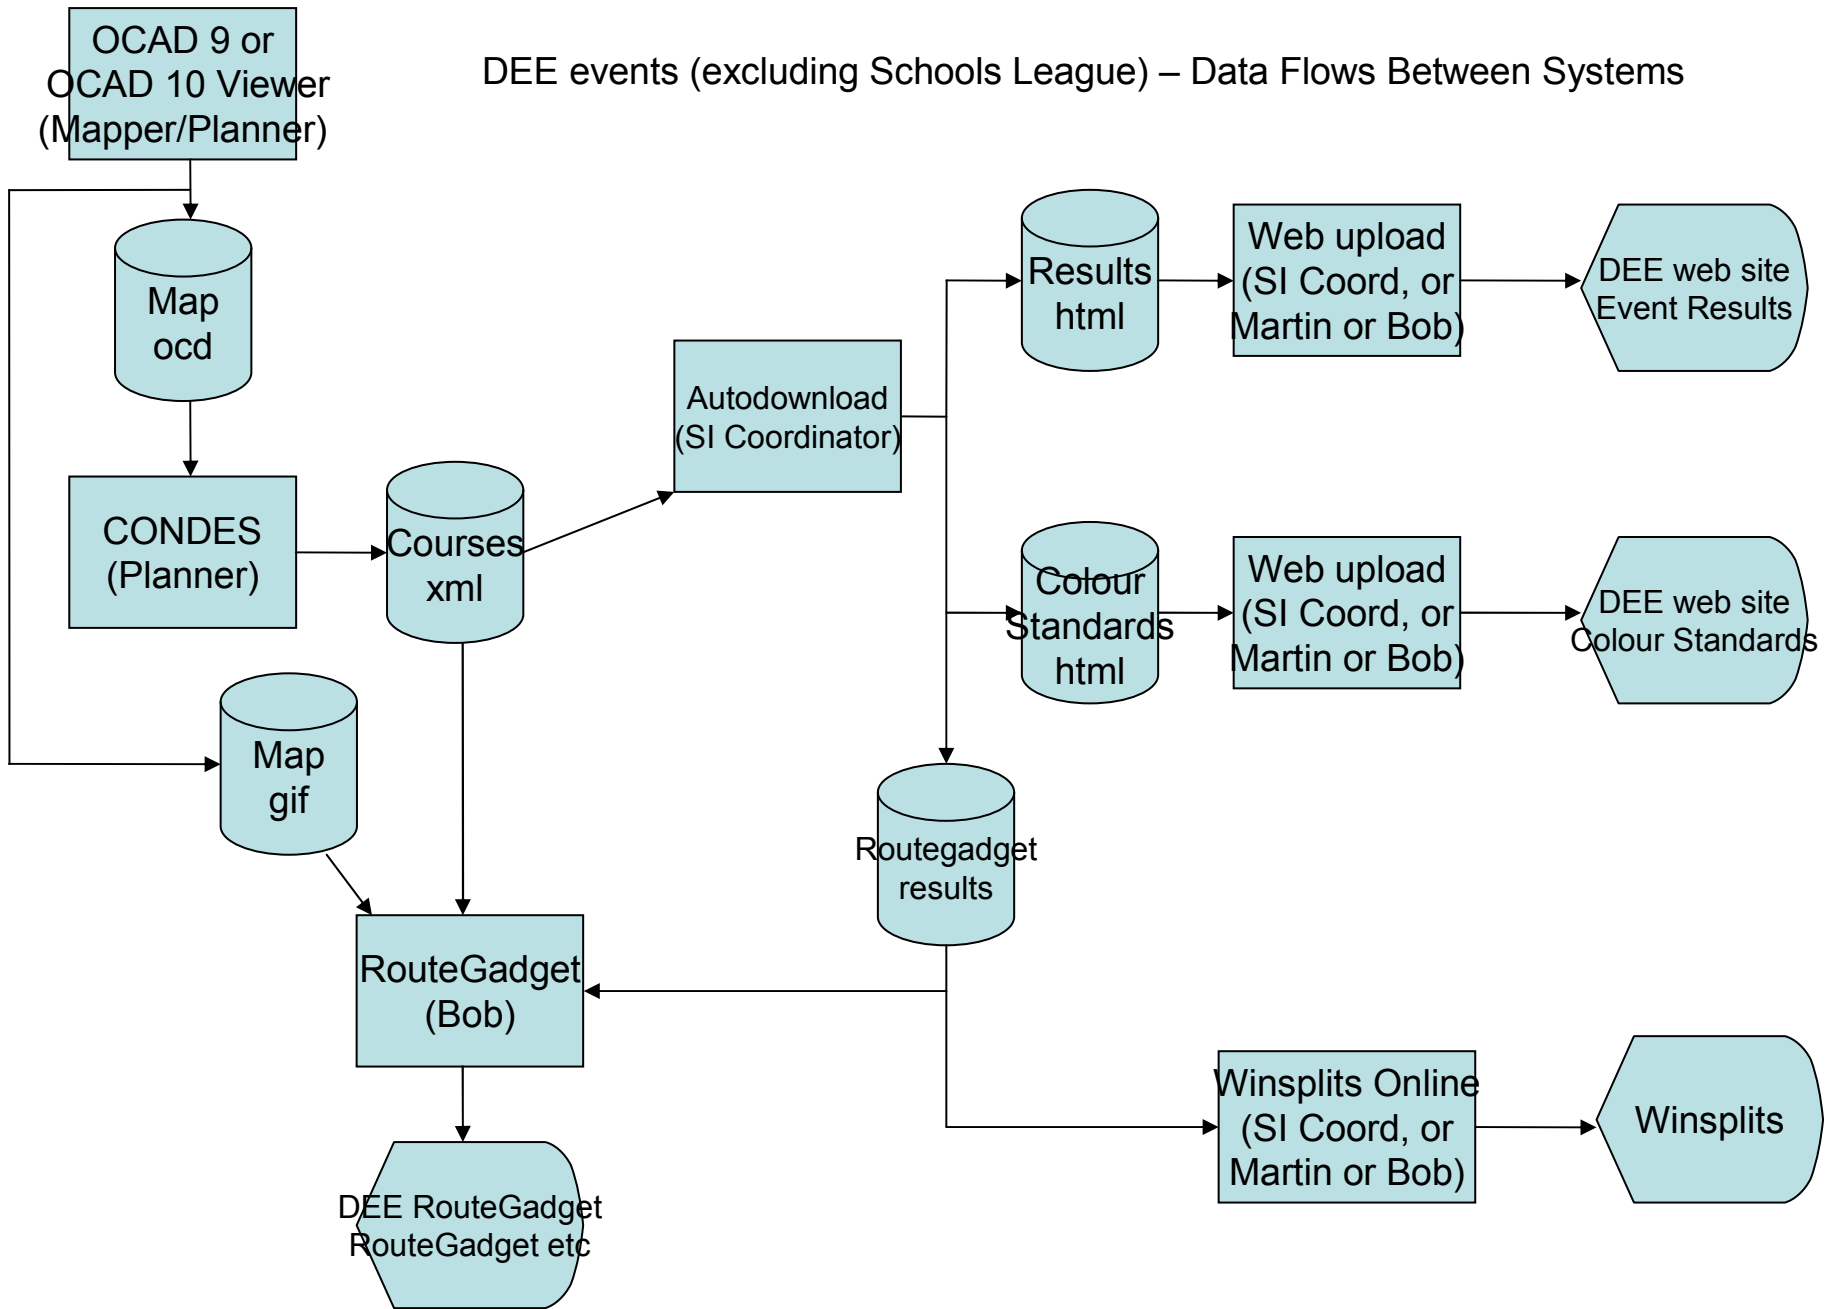 OCAD 9 or
OCAD 10 Viewer
(Mapper/Planner)
DEE events (excluding Schools League) – Data Flows Between Systems
Map
ocd
CONDES
(Planner)
Courses
xml
Map
gif
Autodownload
(SI Coordinator)
Results
html
Web upload
(SI Coord, or
Martin or Bob)
DEE web site
Event Results
Colour
Standards
html
Web upload
(SI Coord, or
Martin or Bob)
DEE web site
Colour Standards
Routegadget
results
RouteGadget
(Bob)
DEE RouteGadget
RouteGadget etc
Winsplits Online
(SI Coord, or
Martin or Bob)
Winsplits